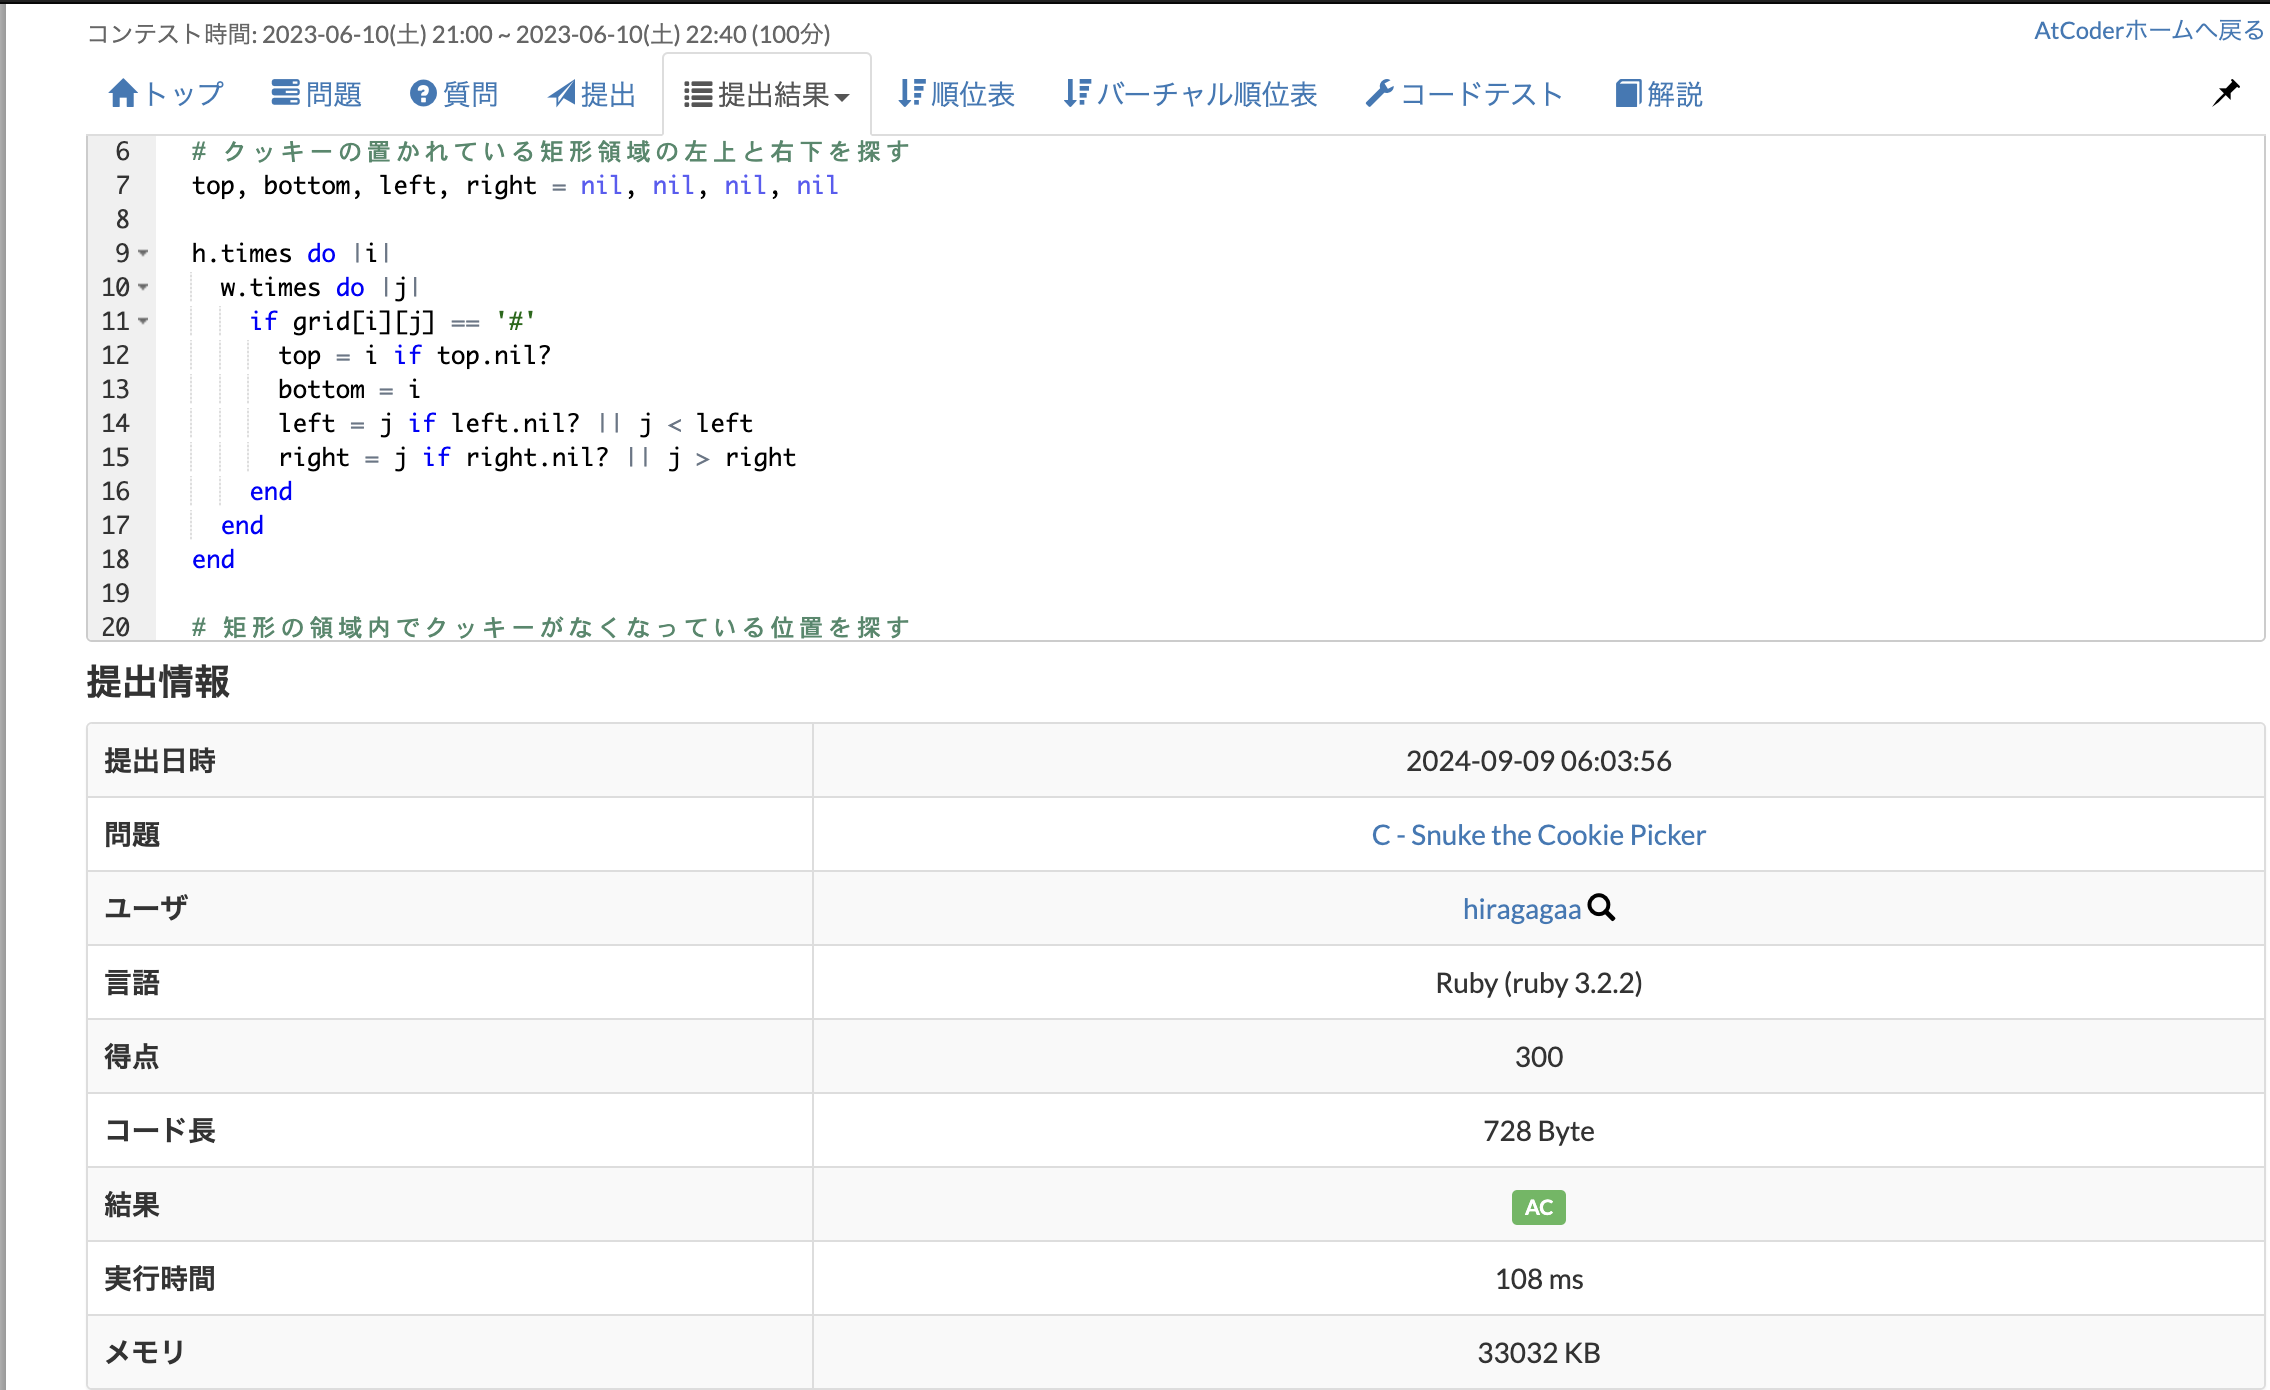 コンテスト時間: 2023-06-10(土) 21:00 ~ 2023-06-10(土) 22:40 (100分)
AtCoderホームへ戻る
トップ 問題 質問 提出 提出結果 順位表 バーチャル順位表 コードテスト 解説
6 # クッキーの置かれている矩形領域の左上と右下を探す
7 top, bottom, left, right = nil, nil, nil, nil
8
9 h.times do |i|
10 w.times do |j|
11 if grid[i][j] == '#'
12 top = i if top.nil?
13 bottom = i
14 left = j if left.nil? || j < left
15 right = j if right.nil? || j > right
16 end
17 end
18 end
19
20 # 矩形の領域内でクッキーがなくなっている位置を探す
提出情報
提出日時 2024-09-09 06:03:56
問題 C - Snuke the Cookie Picker
ユーザ hiragagaa
言語 Ruby (ruby 3.2.2)
得点 300
コード長 728 Byte
結果 AC
実行時間 108 ms
メモリ 33032 KB